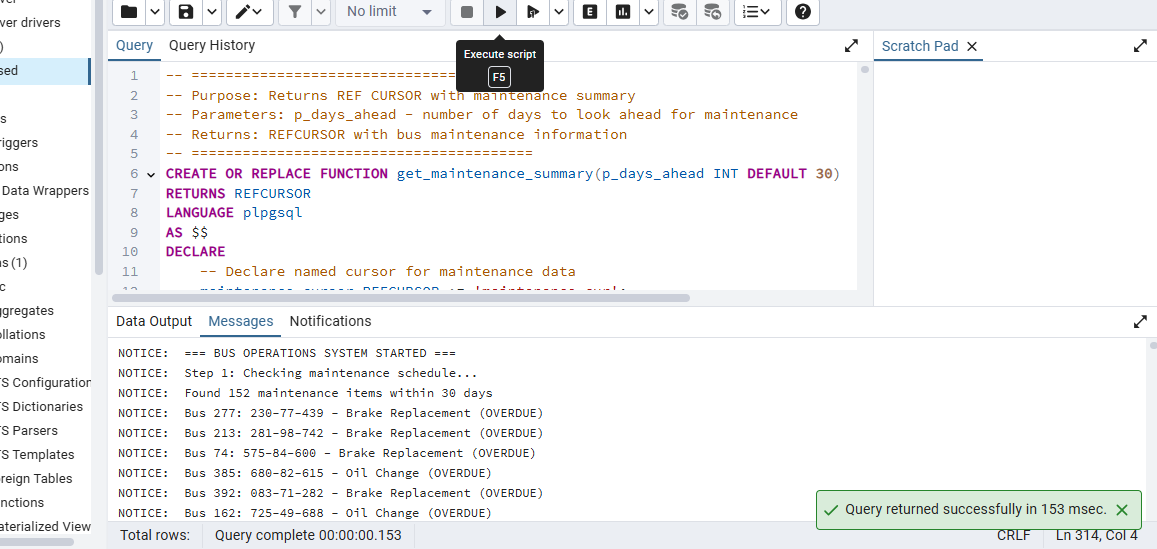 ver drivers
)
sed
s
riggers
ons
Data Wrappers
ges
tions
s (1)
c
ggregates
ollations
omains
S Configuration
S Dictionaries
S Parsers
S Templates
reign Tables
nctions
aterialized View
No limit
E
?
Query
Query History
Scratch Pad
Execute script
F5
1 -- ===============================
2 -- Purpose: Returns REF CURSOR with maintenance summary
3 -- Parameters: p_days_ahead - number of days to look ahead for maintenance
4 -- Returns: REFCURSOR with bus maintenance information
5 -- ========================================
6 CREATE OR REPLACE FUNCTION get_maintenance_summary(p_days_ahead INT DEFAULT 30)
7 RETURNS REFCURSOR
8 LANGUAGE plpgsql
9 AS $$
10 DECLARE
11 -- Declare named cursor for maintenance data
Data Output
Messages
Notifications
NOTICE: === BUS OPERATIONS SYSTEM STARTED ===
NOTICE: Step 1: Checking maintenance schedule...
NOTICE: Found 152 maintenance items within 30 days
NOTICE: Bus 277: 230-77-439 - Brake Replacement (OVERDUE)
NOTICE: Bus 213: 281-98-742 - Brake Replacement (OVERDUE)
NOTICE: Bus 74: 575-84-600 - Brake Replacement (OVERDUE)
NOTICE: Bus 385: 680-82-615 - Oil Change (OVERDUE)
NOTICE: Bus 392: 083-71-282 - Brake Replacement (OVERDUE)
NOTICE: Bus 162: 725-49-688 - Oil Change (OVERDUE)
Query returned successfully in 153 msec.
Total rows:
Query complete 00:00:00.153
CRLF
Ln 314, Col 4